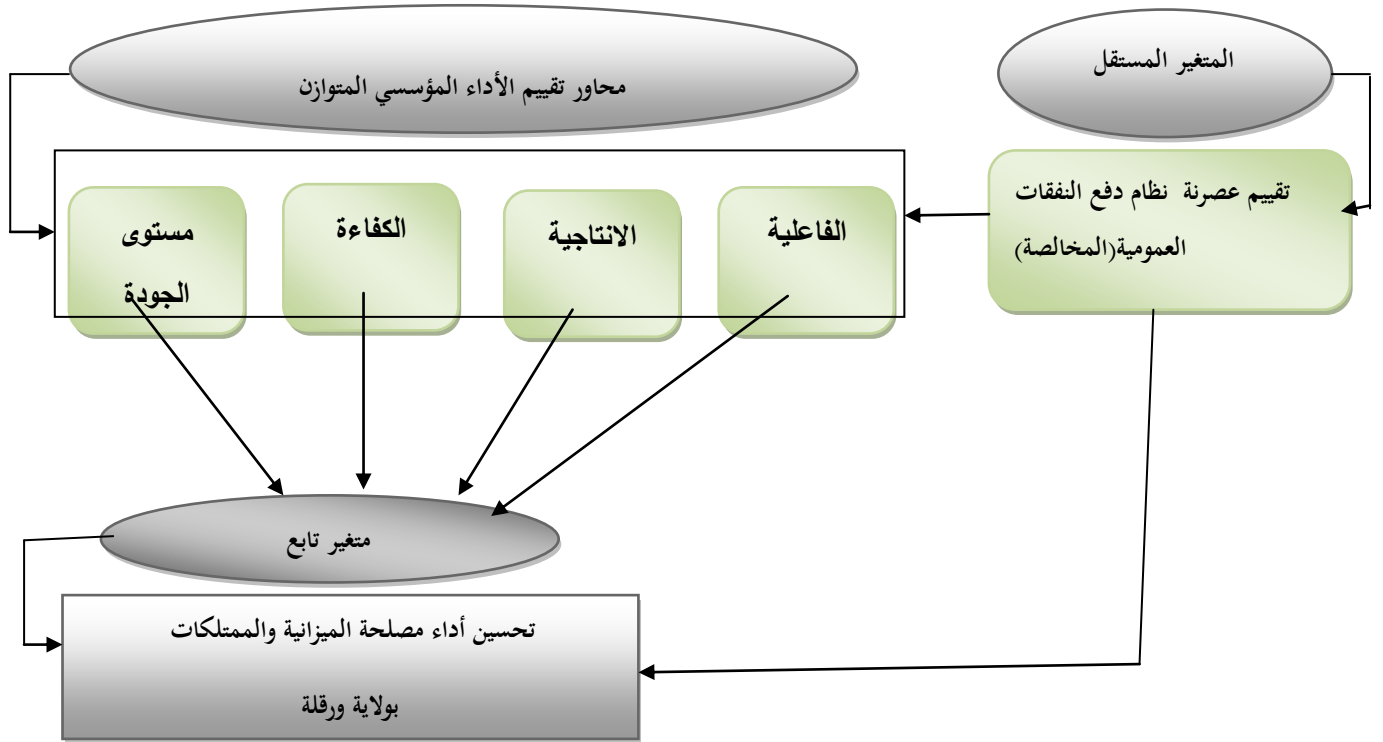 المتغير المستقل
محاور تقييم الأداء المؤسسي المتوازن
تقييم عصرنة نظام دفع النفقات
العمومية(المخالصة)
الفاعلية
الانتاجية
الكفاءة
مستوى
الجودة
متغير تابع
تحسين أداء مصلحة الميزانية والممتلكات
بولاية ورقلة